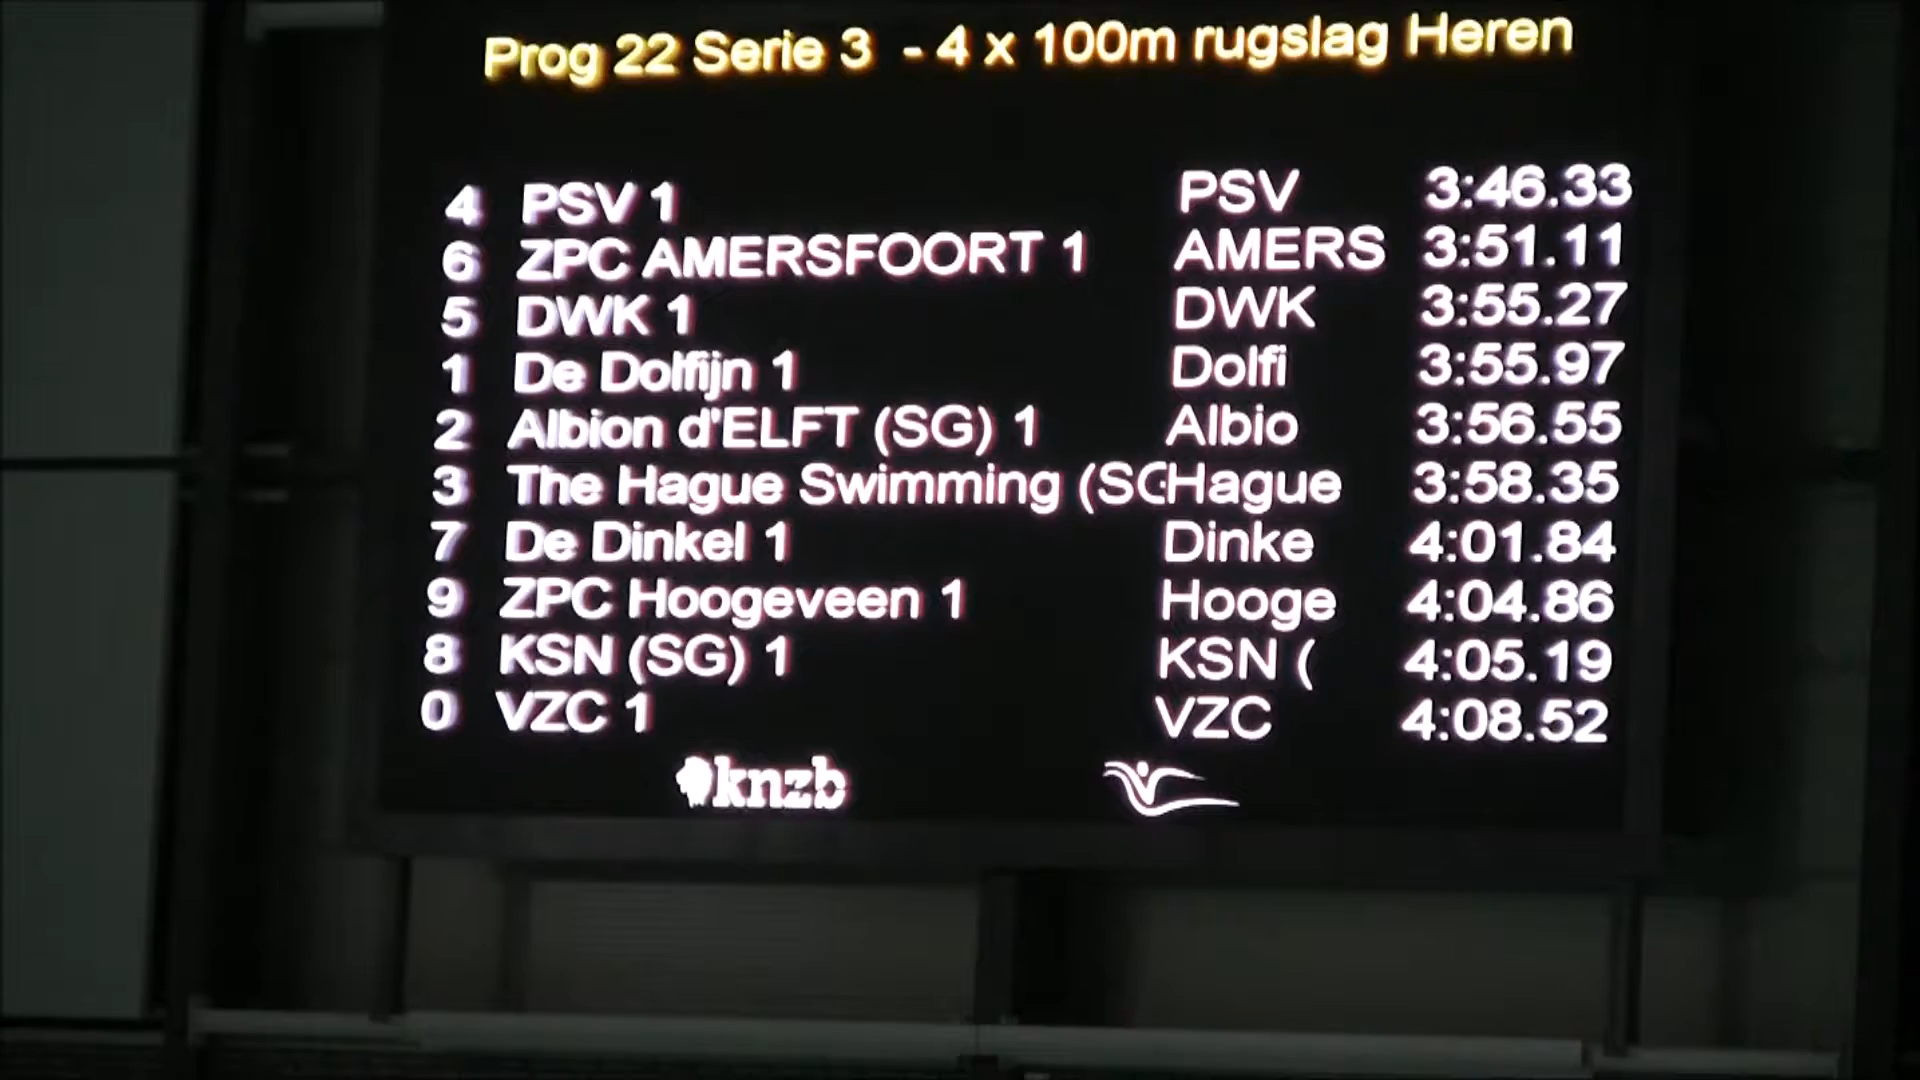 Prog 22 Serie 3 - 4 x 100m rugslag Heren
4 PSV 1 PSV 3:46.33
6 ZPC AMERSFOORT 1 AMERS 3:51.11
5 DWK 1 DWK 3:55.27
1 De Dolfijn 1 Dolfi 3:55.97
2 Albion d'ELFT (SG) 1 Albio 3:56.55
3 The Hague Swimming (SG Hague 3:58.35
7 De Dinkel 1 Dinke 4:01.84
9 ZPC Hoogeveen 1 Hooge 4:04.86
8 KSN (SG) 1 KSN ( 4:05.19
0 VZC 1 VZC 4:08.52
knzb